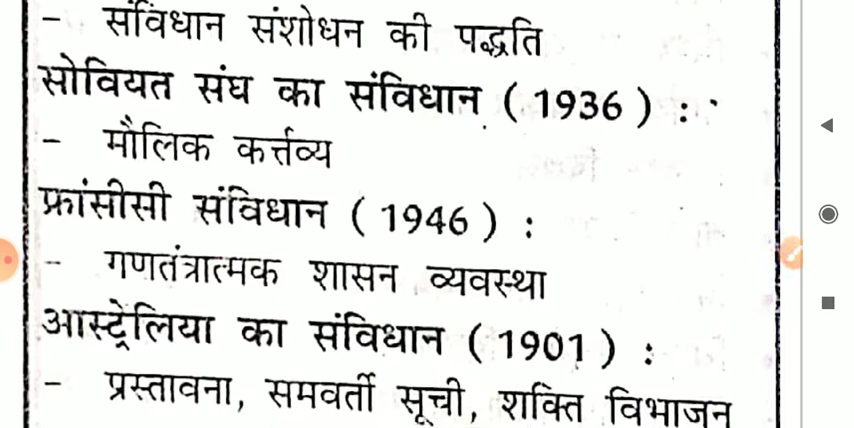 - संविधान संशोधन की पद्धति
सोवियत संघ का संविधान ( 1936 ) :
- मौलिक कर्त्तव्य
फ्रांसीसी संविधान ( 1946 ) :
- गणतंत्रात्मक शासन व्यवस्था
आस्ट्रेलिया का संविधान ( 1901 ) :
- प्रस्तावना, समवर्ती सूची, शक्ति विभाजन